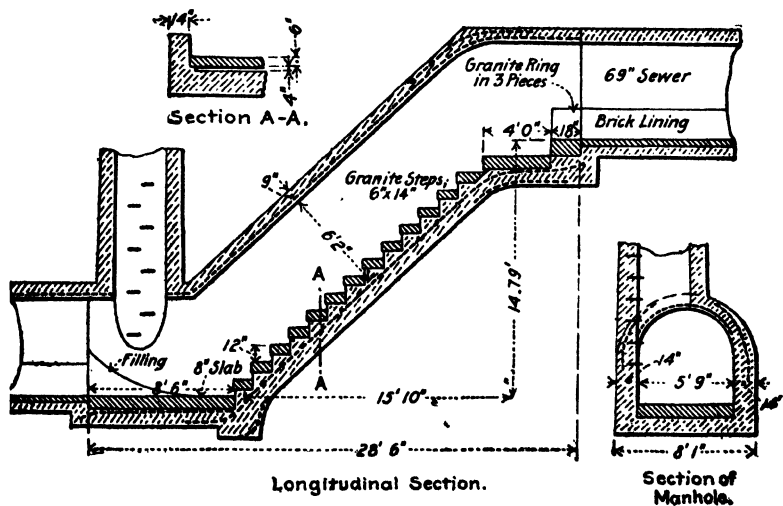 1/4"
6"
4"
Section A-A.
Granite Ring
in 3 Pieces
69" Sewer
Brick Lining
4'0"
18"
Granite Steps,
6"x14"
9"
6'2"
14.79'
A
A
12"
8" Slab
Filling
8' 6"
15' 10"
28' 6"
Longitudinal Section.
14"
5' 9"
14"
8' 1"
Section of
Manhole.